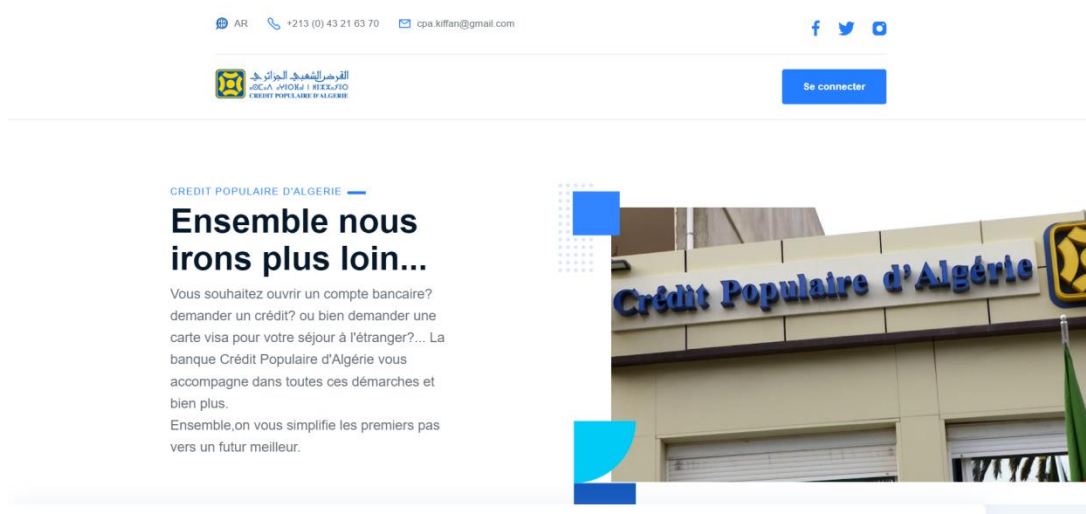 AR +213 (0) 43 21 63 70 cpa.kiffan@gmail.com
القرض الشعبي الجزائري
CREDIT POPULAIRE D'ALGERIE
Se connecter
CREDIT POPULAIRE D'ALGERIE
Ensemble nous
irons plus loin...
Vous souhaitez ouvrir un compte bancaire?
demander un crédit? ou bien demander une
carte visa pour votre séjour à l'étranger?... La
banque Crédit Populaire d'Algérie vous
accompagne dans toutes ces démarches et
bien plus.
Ensemble,on vous simplifie les premiers pas
vers un futur meilleur.
Crédit Populaire d'Algérie